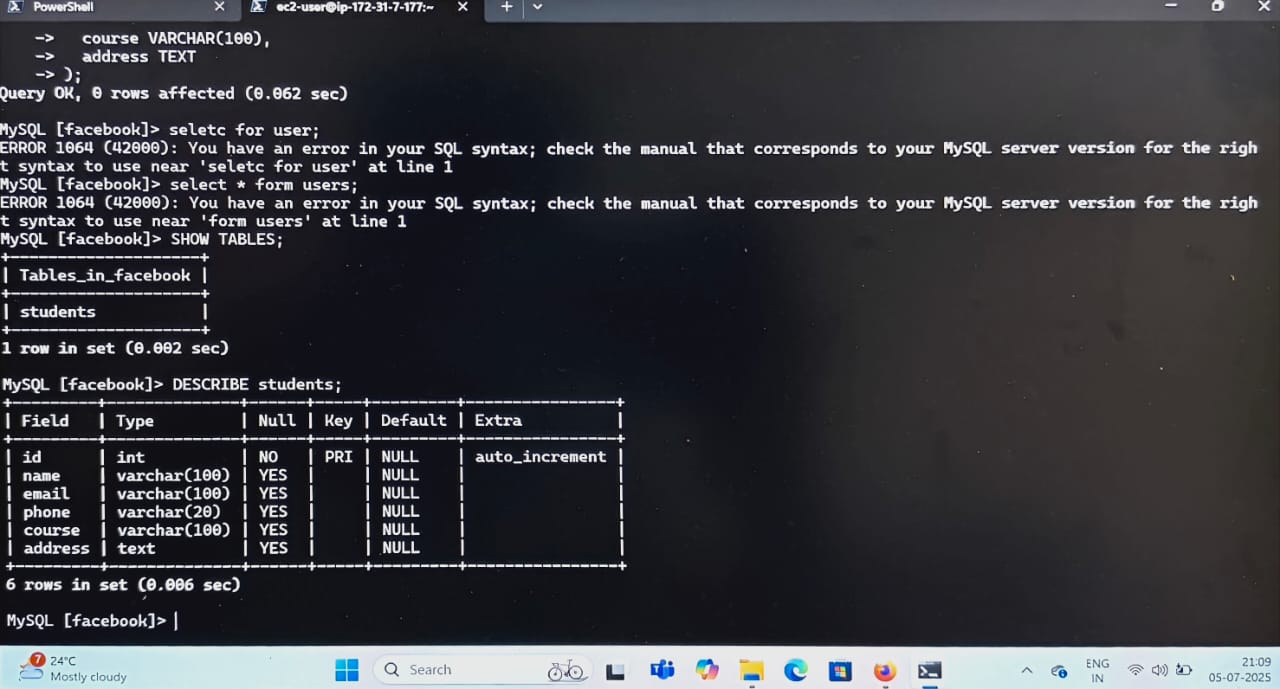 PowerShell
ec2-user@ip-172-31-7-177:~
-> course VARCHAR(100),
-> address TEXT
-> );
Query OK, 0 rows affected (0.062 sec)
MySQL [facebook]> seletc for user;
ERROR 1064 (42000): You have an error in your SQL syntax; check the manual that corresponds to your MySQL server version for the righ
t syntax to use near 'seletc for user' at line 1
MySQL [facebook]> select * form users;
ERROR 1064 (42000): You have an error in your SQL syntax; check the manual that corresponds to your MySQL server version for the righ
t syntax to use near 'form users' at line 1
MySQL [facebook]> SHOW TABLES;
+--------------------+
| Tables_in_facebook |
+--------------------+
| students           |
+--------------------+
1 row in set (0.002 sec)
MySQL [facebook]> DESCRIBE students;
+---------+--------------+------+-----+---------+----------------+
| Field   | Type         | Null | Key | Default | Extra          |
+---------+--------------+------+-----+---------+----------------+
| id      | int          | NO   | PRI | NULL    | auto_increment |
| name    | varchar(100) | YES  |     | NULL    |                |
| email   | varchar(100) | YES  |     | NULL    |                |
| phone   | varchar(20)  | YES  |     | NULL    |                |
| course  | varchar(100) | YES  |     | NULL    |                |
| address | text         | YES  |     | NULL    |                |
+---------+--------------+------+-----+---------+----------------+
6 rows in set (0.006 sec)
MySQL [facebook]>
7
24°C
Mostly cloudy
Search
ENG
IN
21:09
05-07-2025